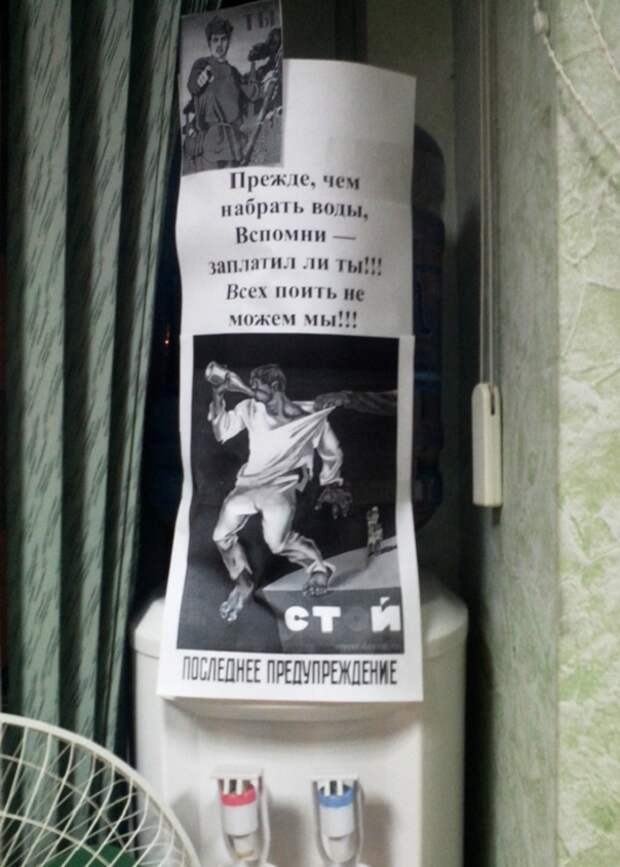 ТЫ
Прежде, чем
набрать воды,
Вспомни —
заплатил ли ты!!!
Всех поить не
можем мы!!!
СТОЙ
ПОСЛЕДНЕЕ ПРЕДУПРЕЖДЕНИЕ